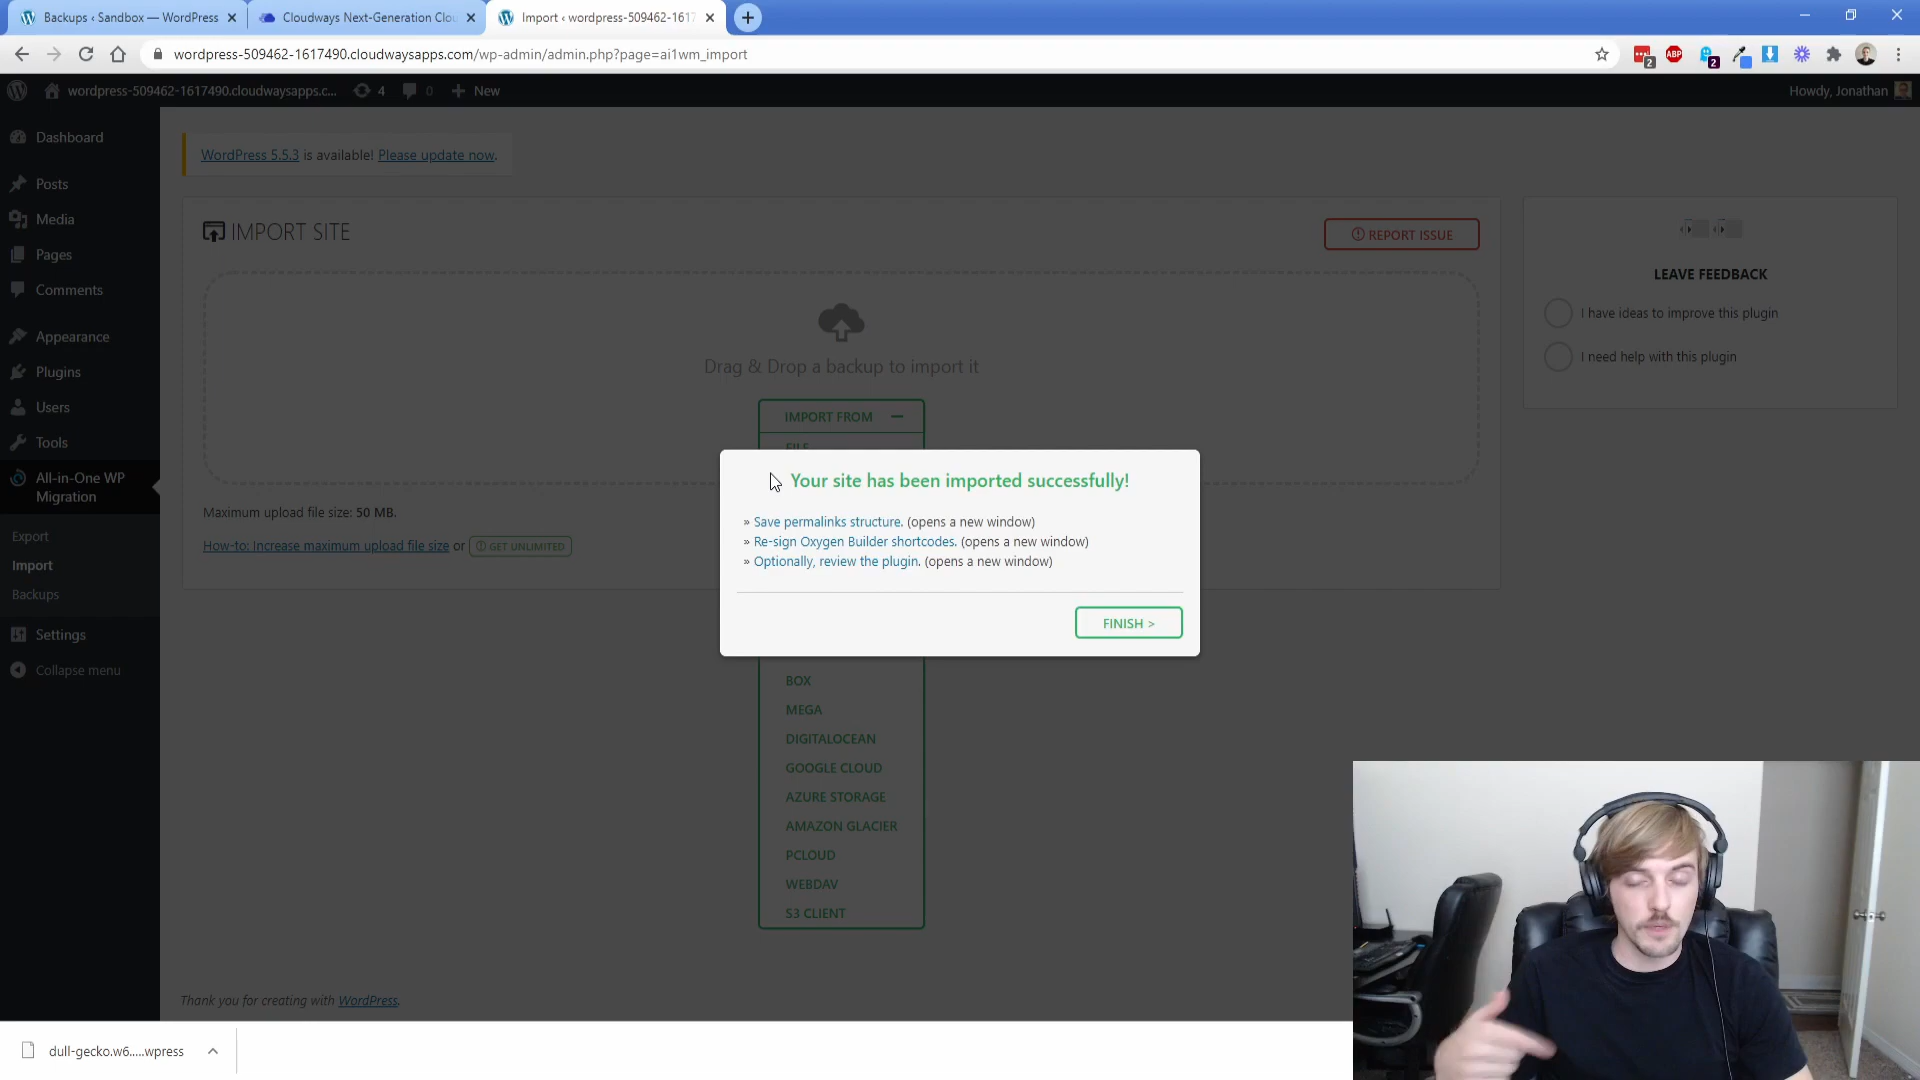 Backups ‹ Sandbox — WordPress
Cloudways Next-Generation Clou
Import ‹ wordpress-509462-1617
wordpress-509462-1617490.cloudwaysapps.com/wp-admin/admin.php?page=ai1wm_import
2
ABP
2
wordpress-509462-1617490.cloudwaysapps.c...
4
0
New
Howdy, Jonathan
Dashboard
Posts
Media
Pages
Comments
Appearance
Plugins
Users
Tools
All-in-One WP
Migration
Export
Import
Backups
Settings
Collapse menu
WordPress 5.5.3 is available! Please update now.
IMPORT SITE
REPORT ISSUE
Drag & Drop a backup to import it
IMPORT FROM
FILE
Your site has been imported successfully!
» Save permalinks structure. (opens a new window)
» Re-sign Oxygen Builder shortcodes. (opens a new window)
» Optionally, review the plugin. (opens a new window)
FINISH >
BOX
MEGA
DIGITALOCEAN
GOOGLE CLOUD
AZURE STORAGE
AMAZON GLACIER
PCLOUD
WEBDAV
S3 CLIENT
Maximum upload file size: 50 MB.
How-to: Increase maximum upload file size or GET UNLIMITED
LEAVE FEEDBACK
I have ideas to improve this plugin
I need help with this plugin
Thank you for creating with WordPress.
dull-gecko.w6.....wpress